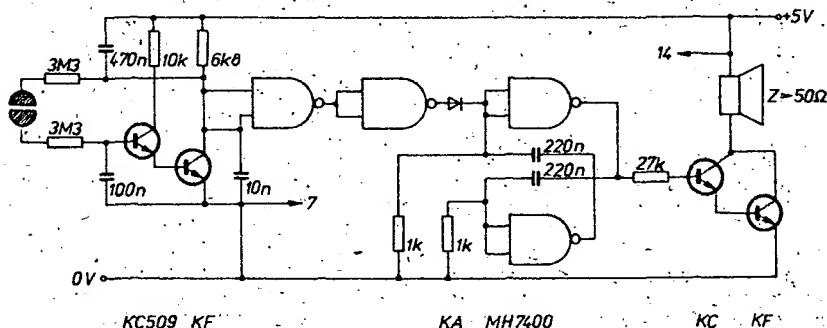 +5V
470n 10k 6k8
14
3M3
Z>50Ω
3M3
220n
220n
27k
100n
10n
7
1k
1k
0V
KC509 KF KA MH7400 KC KF